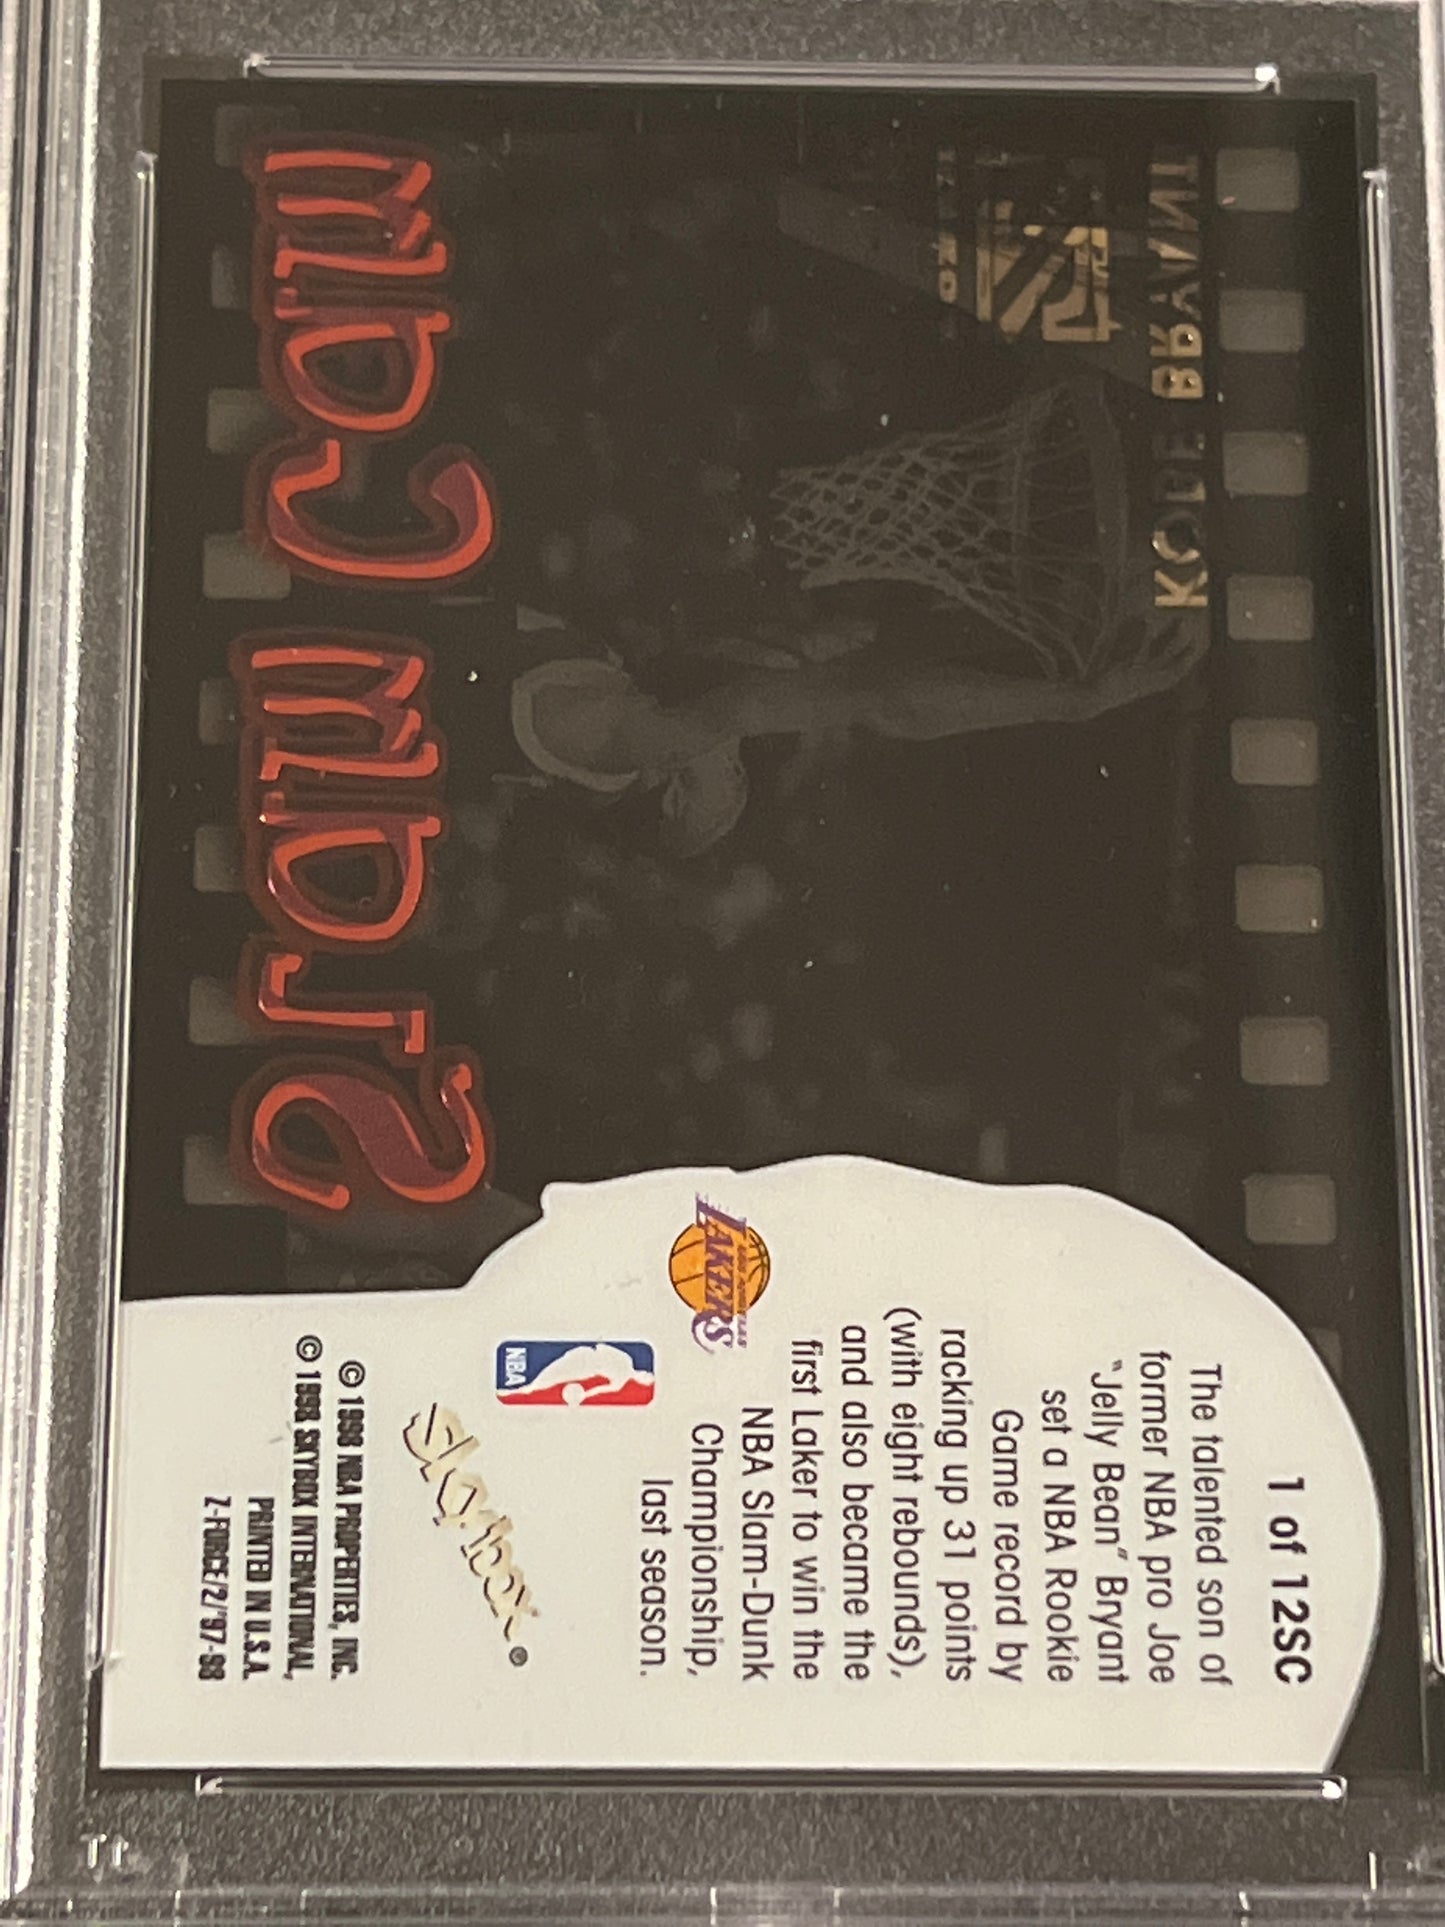 KOBE BRYANT
Z
SLAM CAM
1 of 12SC
The talented son of
former NBA pro Joe
"Jelly Bean" Bryant
set a NBA Rookie
Game record by
racking up 31 points
(with eight rebounds),
and also became the
first Laker to win the
NBA Slam-Dunk
Championship,
last season.
LOS ANGELES
LAKERS
NBA
SkyBox®
© 1998 NBA PROPERTIES, INC.
© 1998 SKYBOX INTERNATIONAL,
PRINTED IN U.S.A.
Z-FORCE/2/'97-98